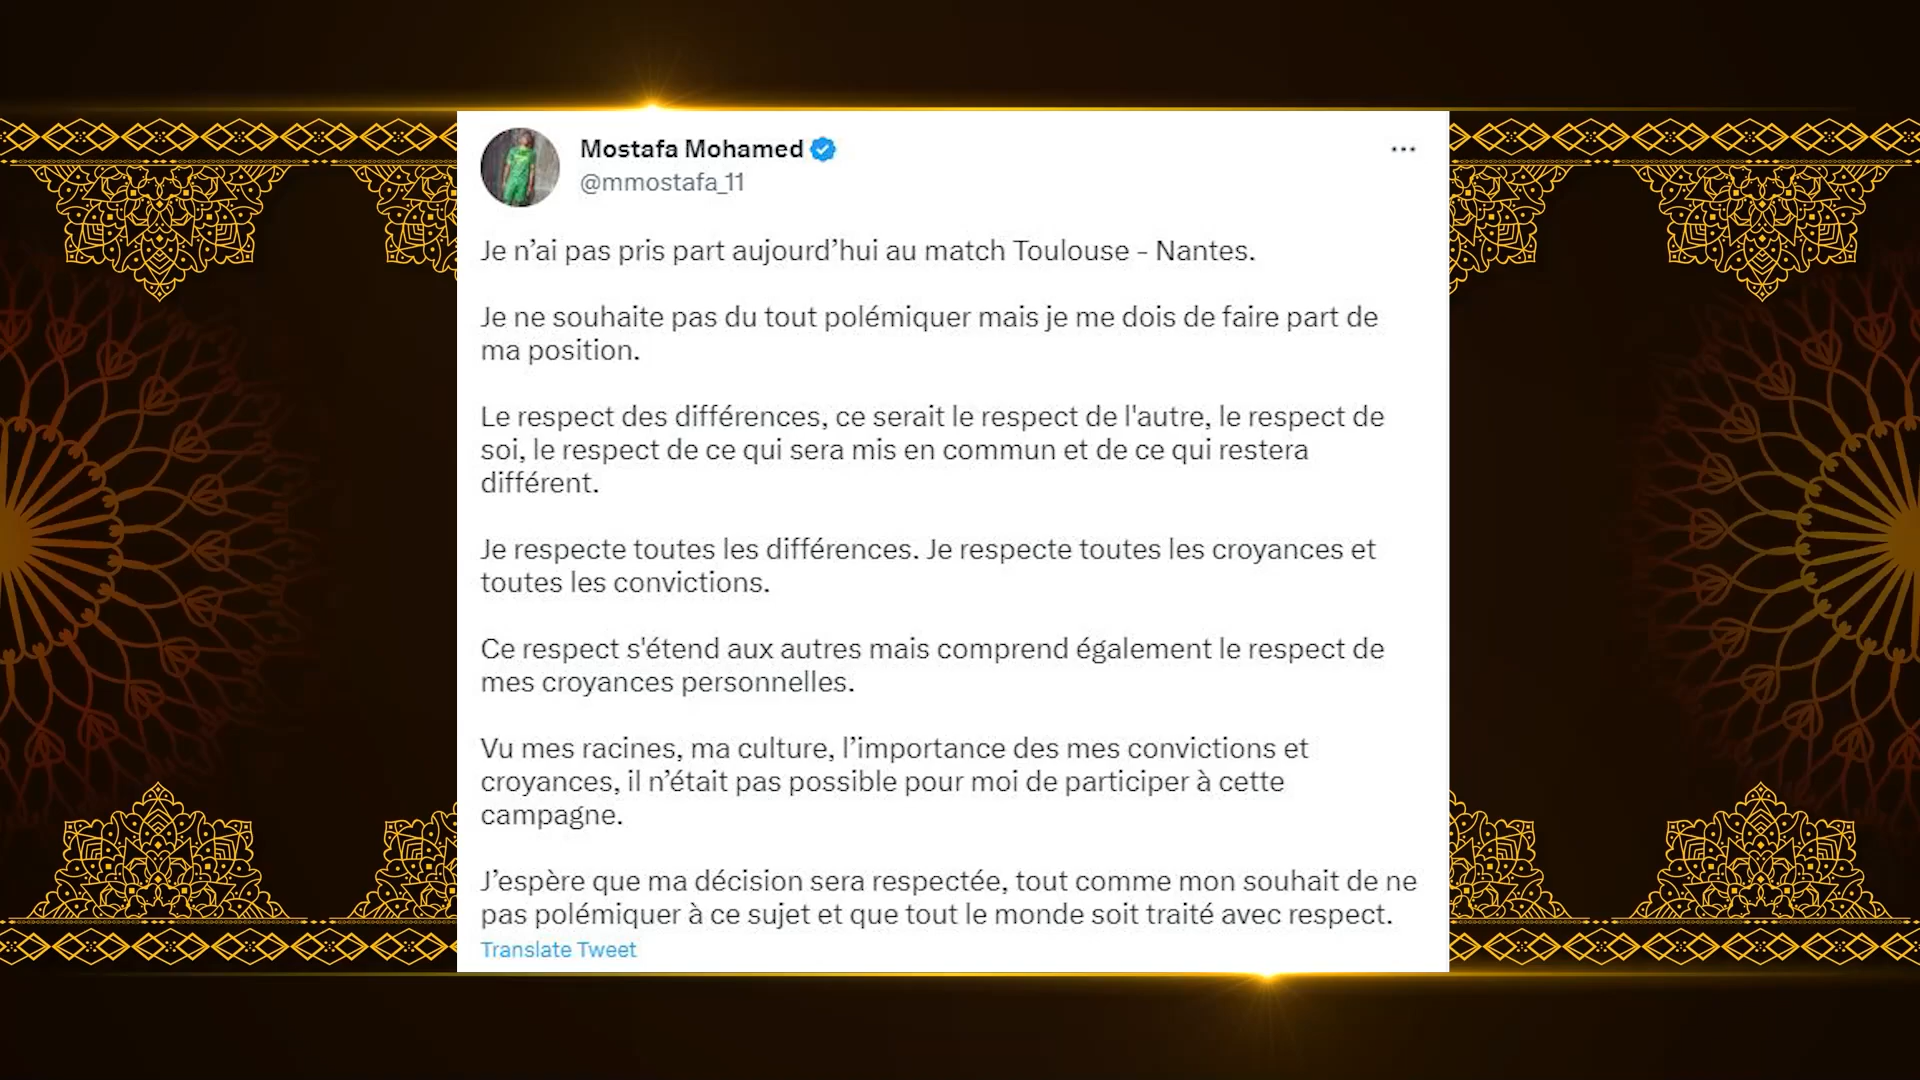 Mostafa Mohamed
@mmostafa_11
Je n’ai pas pris part aujourd’hui au match Toulouse - Nantes.
Je ne souhaite pas du tout polémiquer mais je me dois de faire part de
ma position.
Le respect des différences, ce serait le respect de l'autre, le respect de
soi, le respect de ce qui sera mis en commun et de ce qui restera
différent.
Je respecte toutes les différences. Je respecte toutes les croyances et
toutes les convictions.
Ce respect s'étend aux autres mais comprend également le respect de
mes croyances personnelles.
Vu mes racines, ma culture, l’importance des mes convictions et
croyances, il n’était pas possible pour moi de participer à cette
campagne.
J’espère que ma décision sera respectée, tout comme mon souhait de ne
pas polémiquer à ce sujet et que tout le monde soit traité avec respect.
Translate Tweet